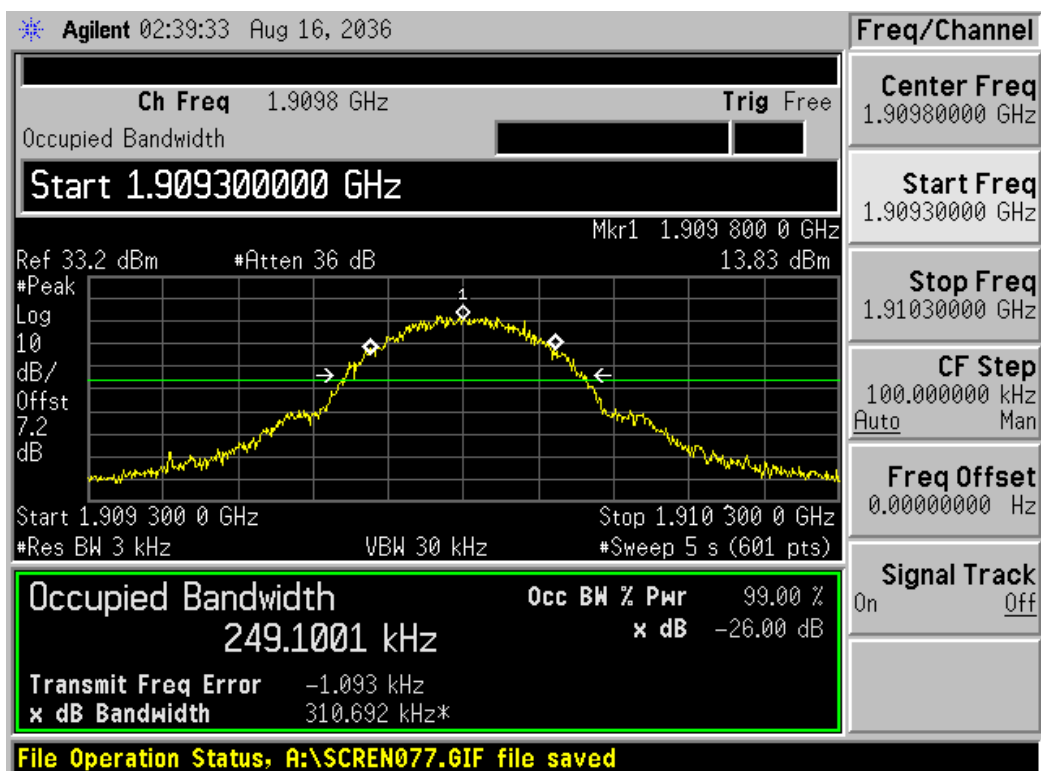 Agilent 02:39:33 Aug 16, 2036
Freq/Channel
Ch Freq 1.9098 GHz Trig Free
Occupied Bandwidth
Start 1.909300000 GHz
Mkr1 1.909 800 0 GHz
Ref 33.2 dBm #Atten 36 dB 13.83 dBm
#Peak
Log
10
dB/
Offst
7.2
dB
1
Start 1.909 300 0 GHz Stop 1.910 300 0 GHz
#Res BW 3 kHz VBW 30 kHz #Sweep 5 s (601 pts)
Occupied Bandwidth Occ BW % Pwr 99.00 %
249.1001 kHz x dB -26.00 dB
Transmit Freq Error -1.093 kHz
x dB Bandwidth 310.692 kHz*
File Operation Status, A:\SCREN077.GIF file saved
Center Freq
1.90980000 GHz
Start Freq
1.90930000 GHz
Stop Freq
1.91030000 GHz
CF Step
100.000000 kHz
Auto Man
Freq Offset
0.00000000 Hz
Signal Track
On Off